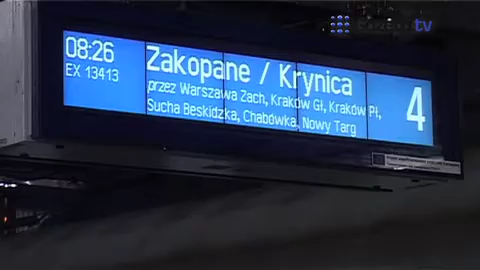 08:26
EX 13413
Zakopane / Krynica
przez Warszawa Zach, Kraków Gł, Kraków Pł,
Sucha Beskidzka, Chabówka, Nowy Targ
4
tv